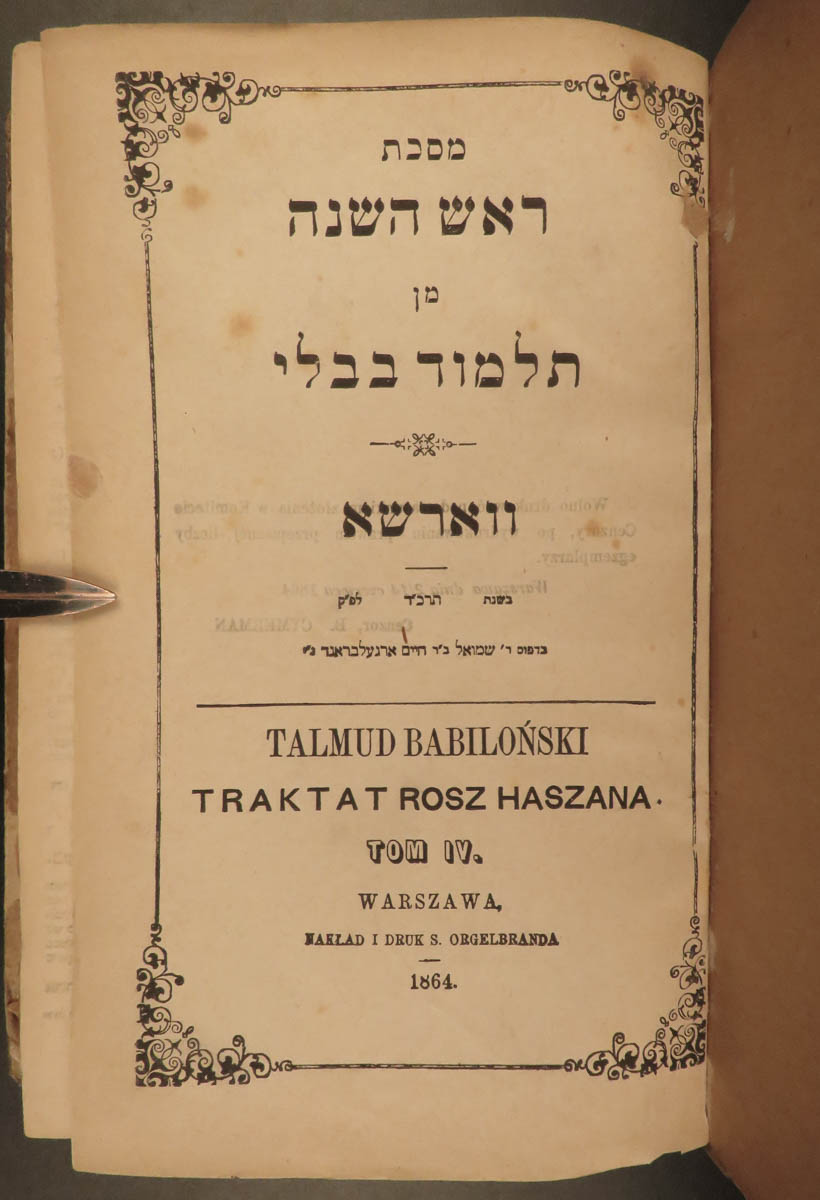 מסכת
ראש השנה
מן
תלמוד בבלי
ווארשא
בשנת תרכ"ד לפ"ק
בדפוס ר' שמואל ב"ר חיים ארגעלבראנד
TALMUD BABILOŃSKI
TRAKTAT ROSZ HASZANA.
TOM IV.
WARSZAWA,
NAKŁAD I DRUK S. ORGELBRANDA
1864.